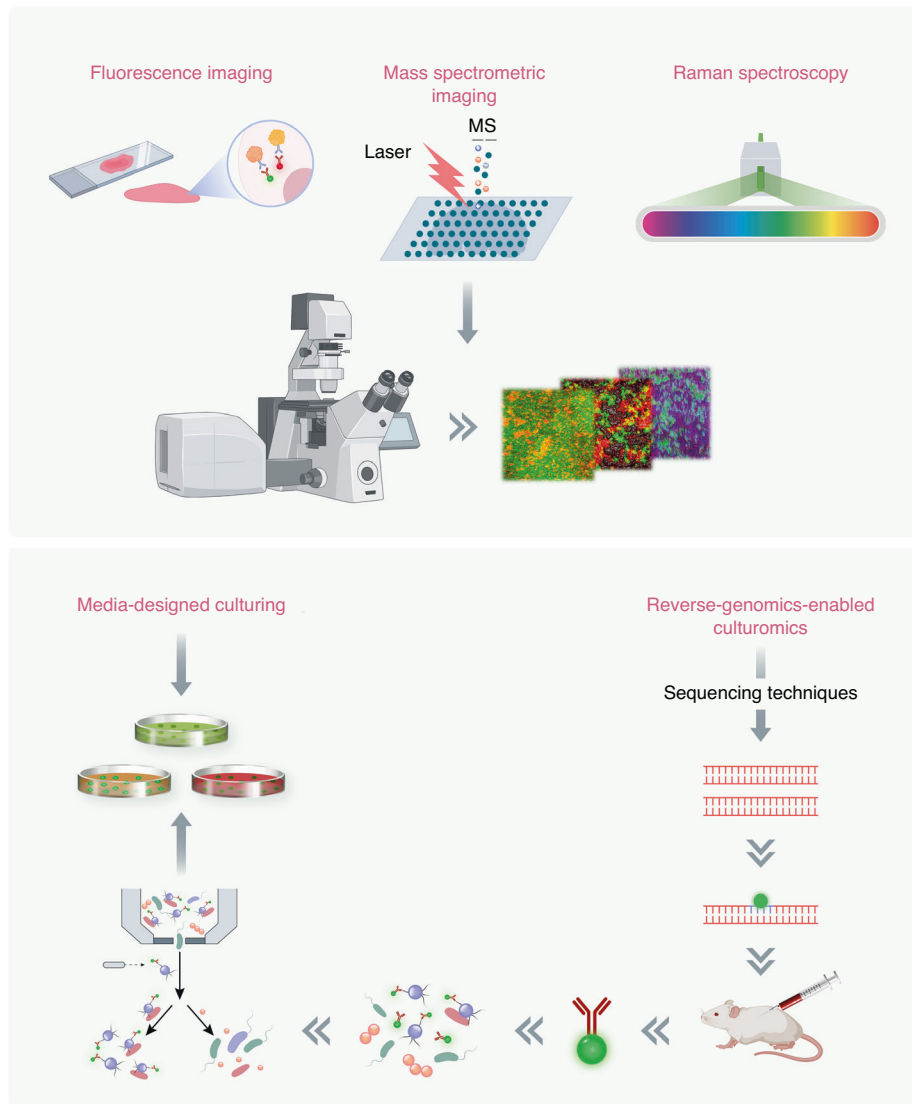 Fluorescence imaging
Mass spectrometric
imaging
Raman spectroscopy
MS
Laser
Media-designed culturing
Reverse-genomics-enabled
culturomics
Sequencing techniques